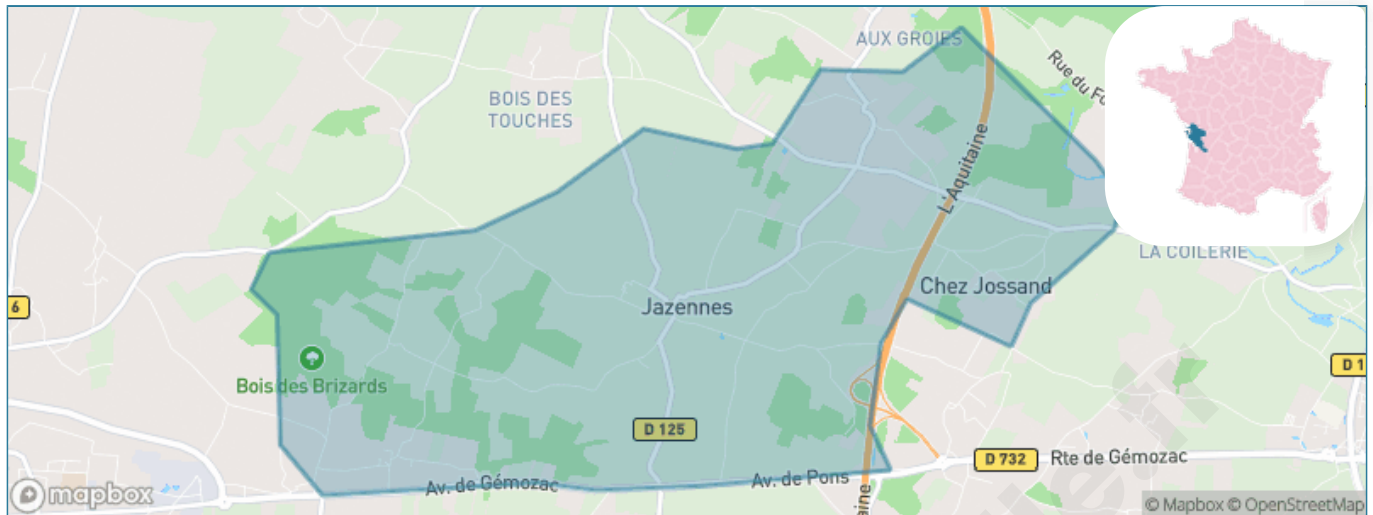 AUX GROIES
BOIS DES
TOUCHES
Rue du
L'Aquitaine
LA COILERIE
Chez Jossand
Jazennes
6
Bois des Brizards
D 1
D 125
D 732
Rte de Gémozac
Av. de Pons
Av. de Gémozac
mapbox
© Mapbox © OpenStreetMap